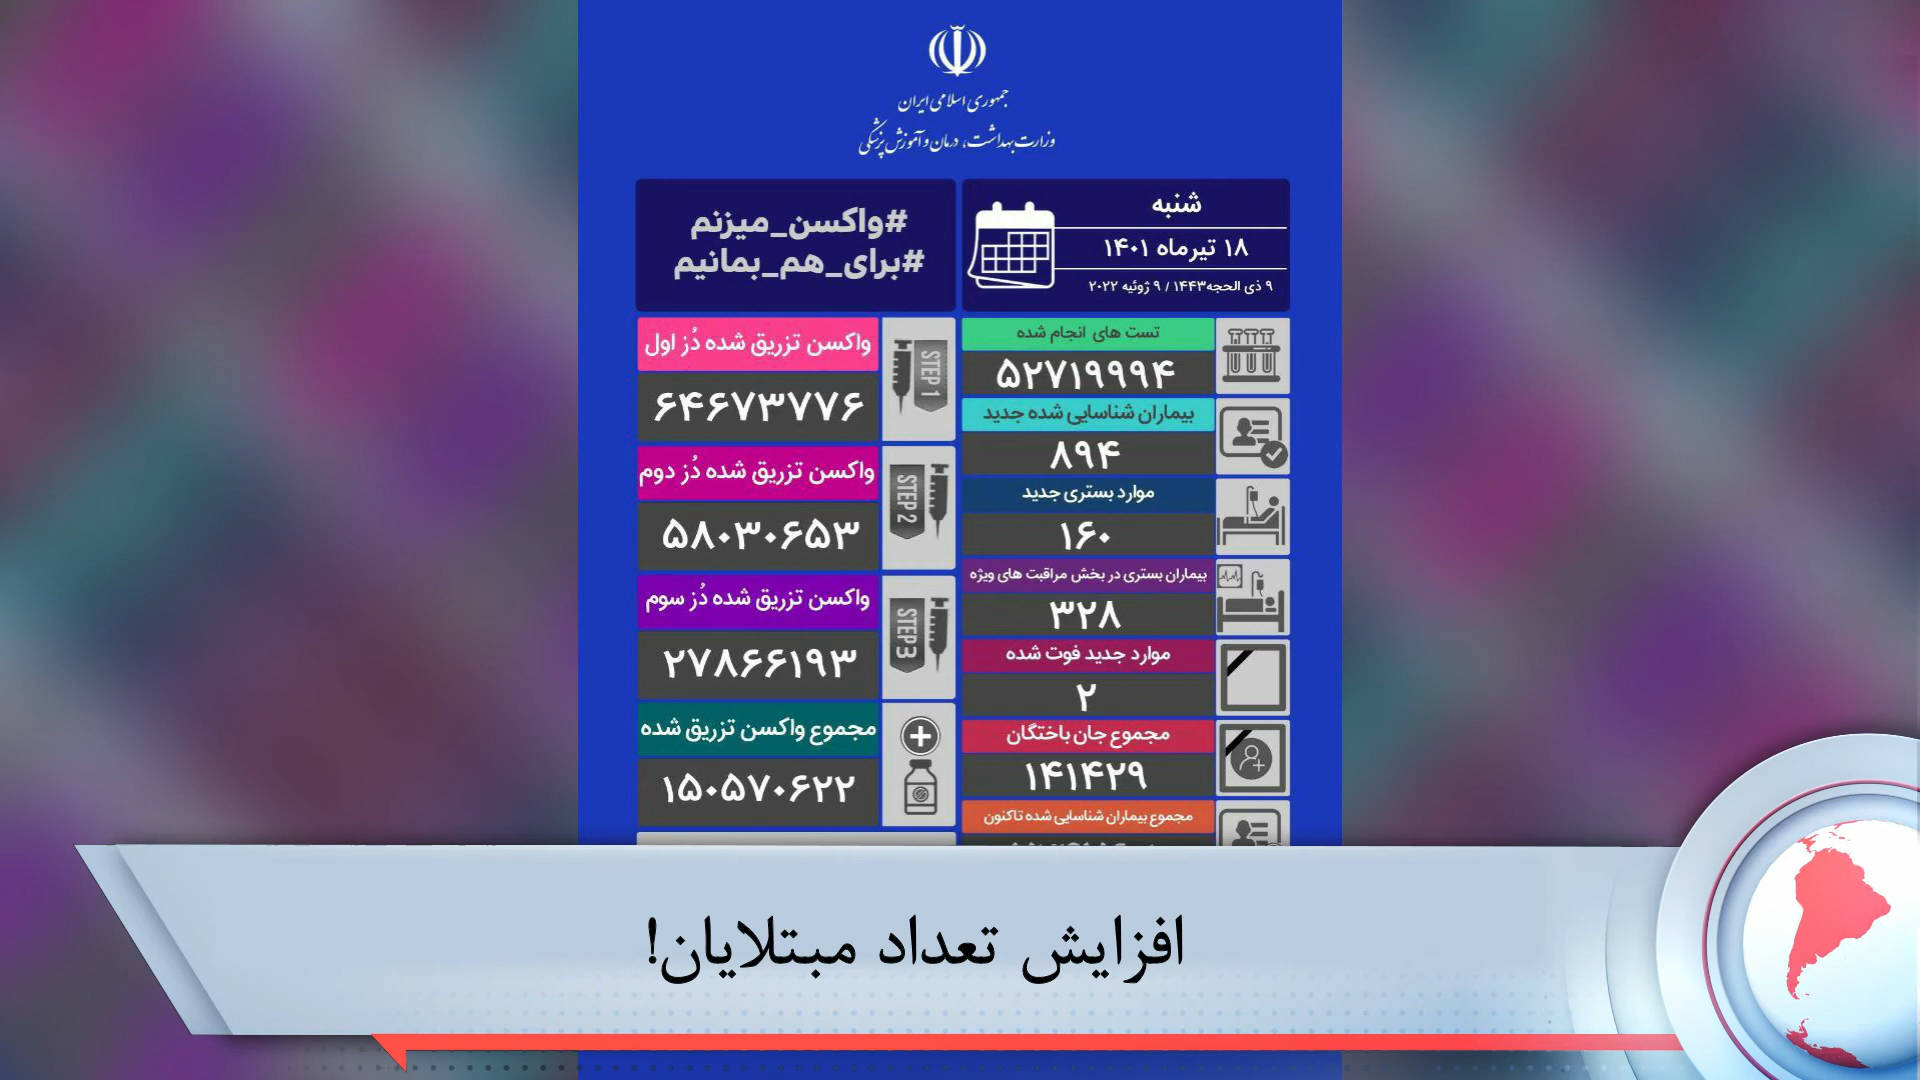 جمهوری اسلامی ایران
وزارت بهداشت، درمان و آموزش پزشکی
شنبه
۱۸ تیرماه ۱۴۰۱
۹ ذی الحجه۱۴۴۳ / ۹ ژوئیه ۲۰۲۲
#واکسن_میزنم
#برای_هم_بمانیم
تست های انجام شده
۵۲۷۱۹۹۹۴
بیماران شناسایی شده جدید
۸۹۴
موارد بستری جدید
۱۶۰
بیماران بستری در بخش مراقبت های ویژه
۳۲۸
موارد جدید فوت شده
۲
مجموع جان باختگان
۱۴۱۴۲۹
مجموع بیماران شناسایی شده تاکنون
واکسن تزریق شده دُز اول
STEP 1
۶۴۶۷۳۷۷۶
واکسن تزریق شده دُز دوم
STEP 2
۵۸۰۳۰۶۵۳
واکسن تزریق شده دُز سوم
STEP 3
۲۷۸۶۶۱۹۳
مجموع واکسن تزریق شده
۱۵۰۵۷۰۶۲۲
افزایش تعداد مبتلایان!